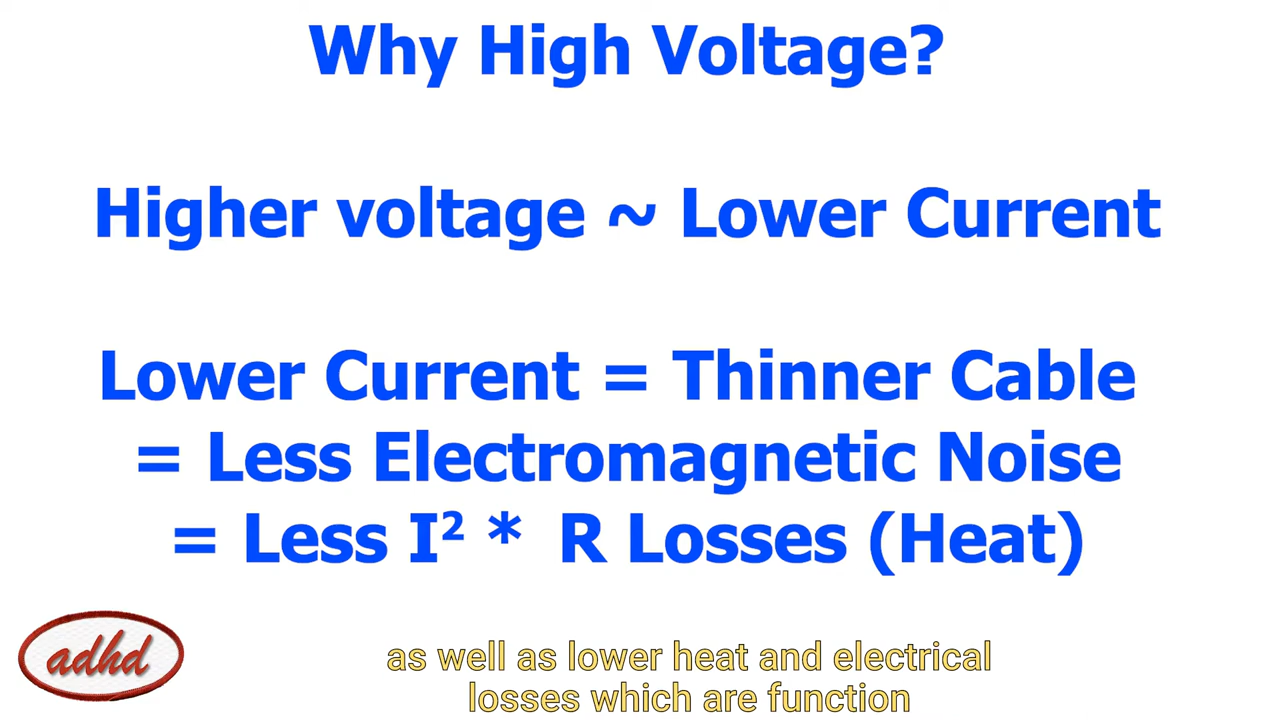 Why High Voltage?
Higher voltage ~ Lower Current
Lower Current = Thinner Cable
= Less Electromagnetic Noise
= Less I² * R Losses (Heat)
adhd
as well as lower heat and electrical
losses which are function